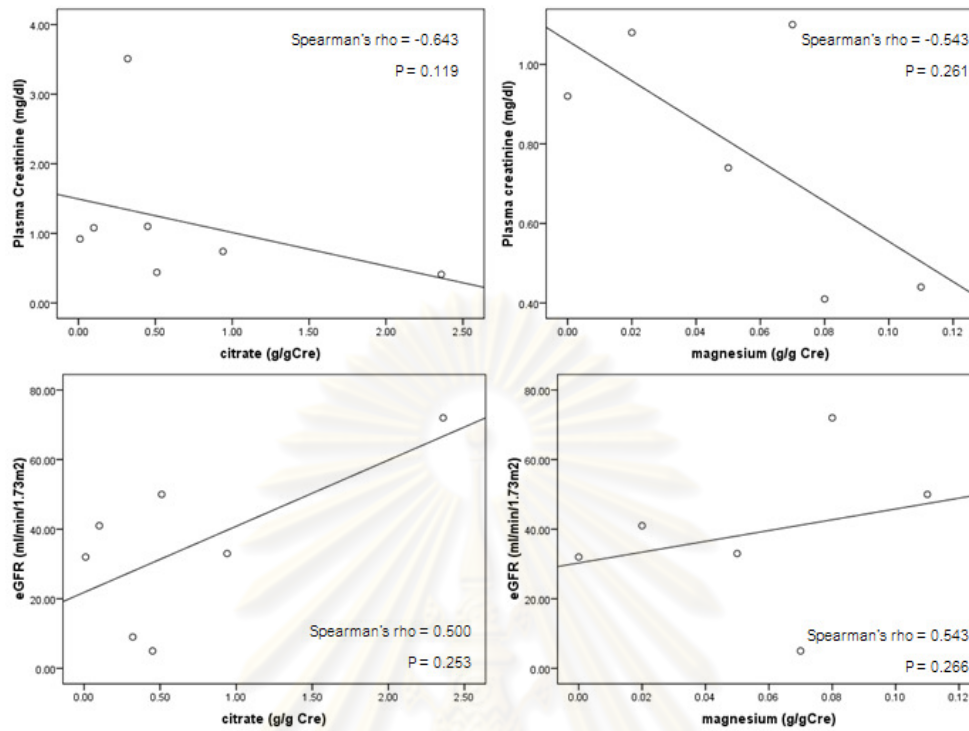 Spearman's rho = -0.643
P = 0.119
Plasma Creatinine (mg/dl)
4.00
3.00
2.00
1.00
0.00
0.00 0.50 1.00 1.50 2.00 2.50
citrate (g/gCre)
Spearman's rho = -0.543
P = 0.261
Plasma creatinine (mg/dl)
1.00
0.80
0.60
0.40
0.00 0.02 0.04 0.06 0.08 0.10 0.12
magnesium (g/g Cre)
eGFR (ml/min/1.73m2)
80.00
60.00
40.00
20.00
0.00
Spearman's rho = 0.500
P = 0.253
0.00 0.50 1.00 1.50 2.00 2.50
citrate (g/g Cre)
eGFR (ml/min/1.73m2)
80.00
60.00
40.00
20.00
0.00
Spearman's rho = 0.543
P = 0.266
0.00 0.02 0.04 0.06 0.08 0.10 0.12
magnesium (g/gCre)